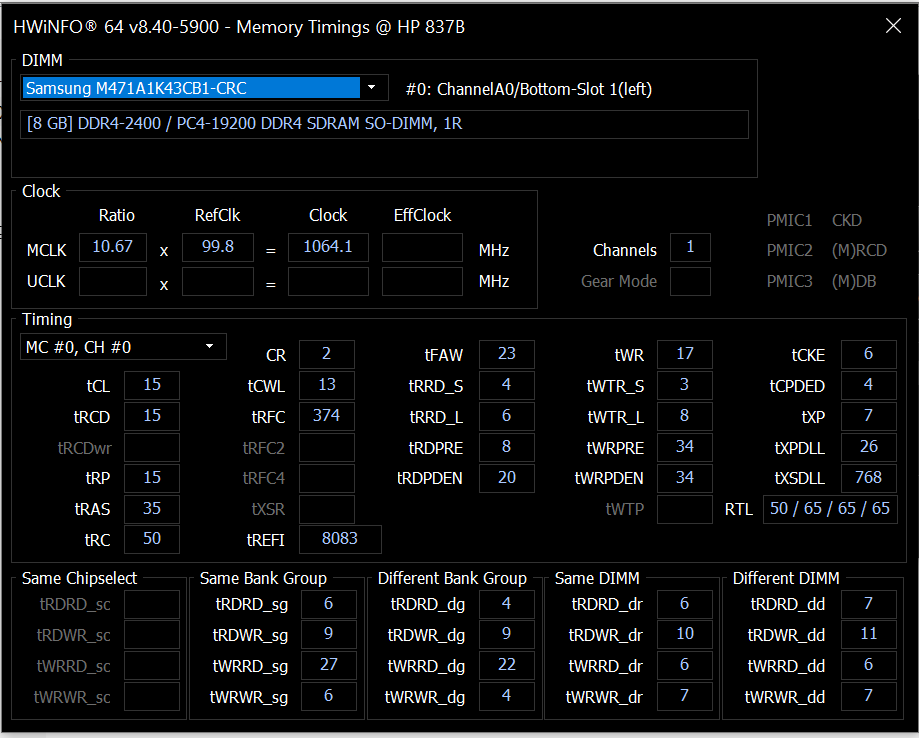 HWiNFO® 64 v8.40-5900 - Memory Timings @ HP 837B
DIMM
Samsung M471A1K43CB1-CRC #0: ChannelA0/Bottom-Slot 1(left)
[8 GB] DDR4-2400 / PC4-19200 DDR4 SDRAM SO-DIMM, 1R
Clock
Ratio RefClk Clock EffClock
MCLK 10.67 x 99.8 = 1064.1 MHz
UCLK x = MHz
Channels 1
Gear Mode
PMIC1 CKD
PMIC2 (M)RCD
PMIC3 (M)DB
Timing
MC #0, CH #0 CR 2 tFAW 23 tWR 17 tCKE 6
tCL 15 tCWL 13 tRRD_S 4 tWTR_S 3 tCPDED 4
tRCD 15 tRFC 374 tRRD_L 6 tWTR_L 8 tXP 7
tRCDwr tRFC2 tRDPRE 8 tWRPRE 34 tXPDLL 26
tRP 15 tRFC4 tRDPDEN 20 tWRPDEN 34 tXSDLL 768
tRAS 35 tXSR tWTP RTL 50 / 65 / 65 / 65
tRC 50 tREFI 8083
Same Chipselect Same Bank Group Different Bank Group Same DIMM Different DIMM
tRDRD_sc tRDRD_sg 6 tRDRD_dg 4 tRDRD_dr 6 tRDRD_dd 7
tRDWR_sc tRDWR_sg 9 tRDWR_dg 9 tRDWR_dr 10 tRDWR_dd 11
tWRRD_sc tWRRD_sg 27 tWRRD_dg 22 tWRRD_dr 6 tWRRD_dd 6
tWRWR_sc tWRWR_sg 6 tWRWR_dg 4 tWRWR_dr 7 tWRWR_dd 7